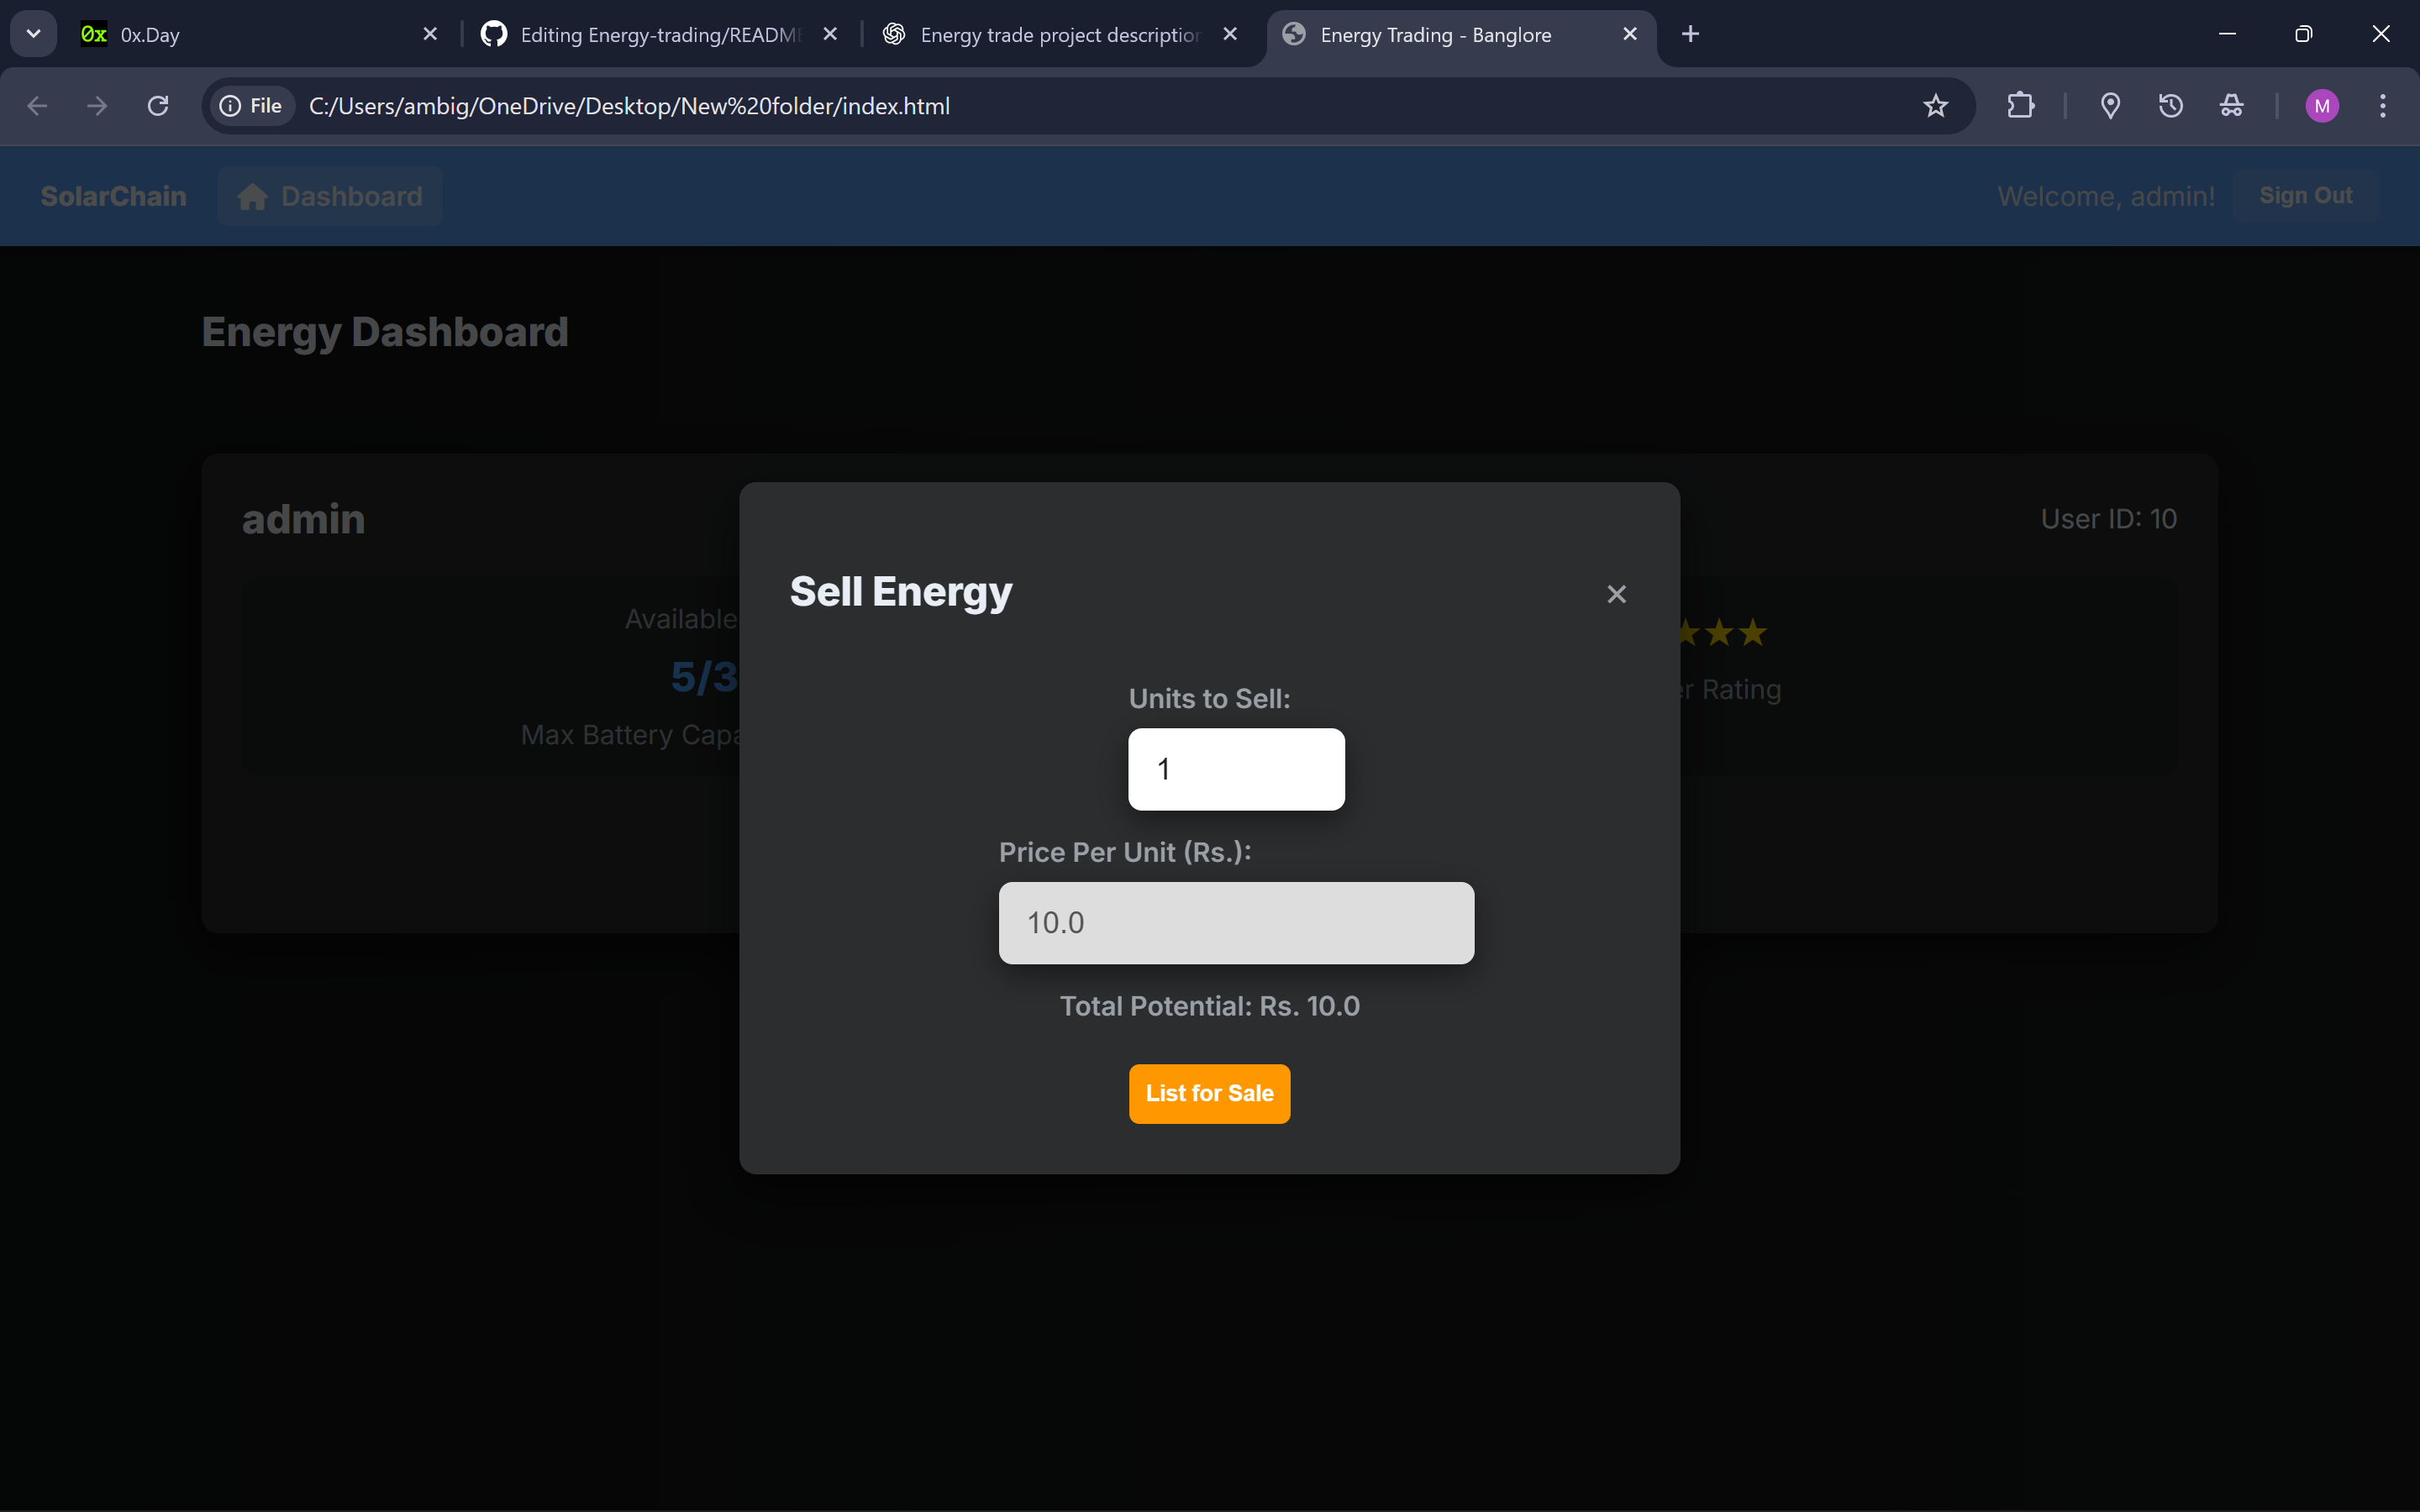 0x 0x.Day
Editing Energy-trading/README
Energy trade project description
Energy Trading - Banglore
File C:/Users/ambig/OneDrive/Desktop/New%20folder/index.html
M
SolarChain Dashboard Welcome, admin! Sign Out
Energy Dashboard
admin User ID: 10
Sell Energy
Available
5/3
Max Battery Capa
er Rating
Units to Sell:
1
Price Per Unit (Rs.):
10.0
Total Potential: Rs. 10.0
List for Sale